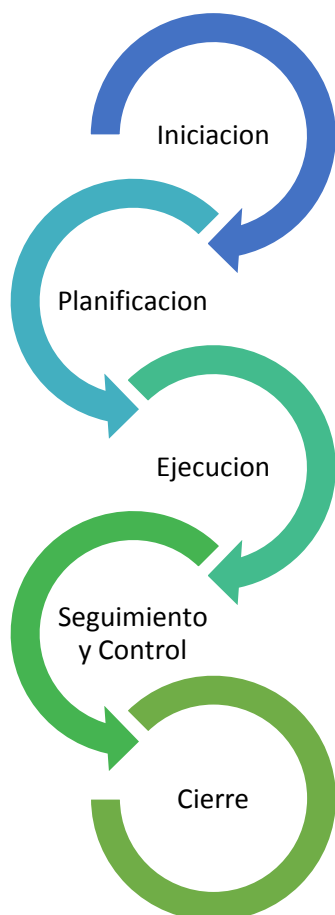 Iniciacion
Planificacion
Ejecucion
Seguimiento
y Control
Cierre